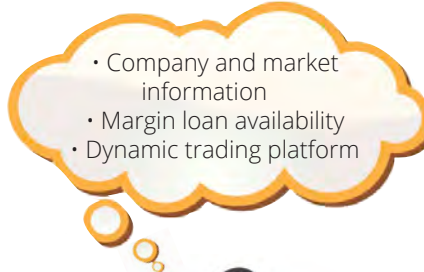 • Company and market
information
• Margin loan availability
• Dynamic trading platform